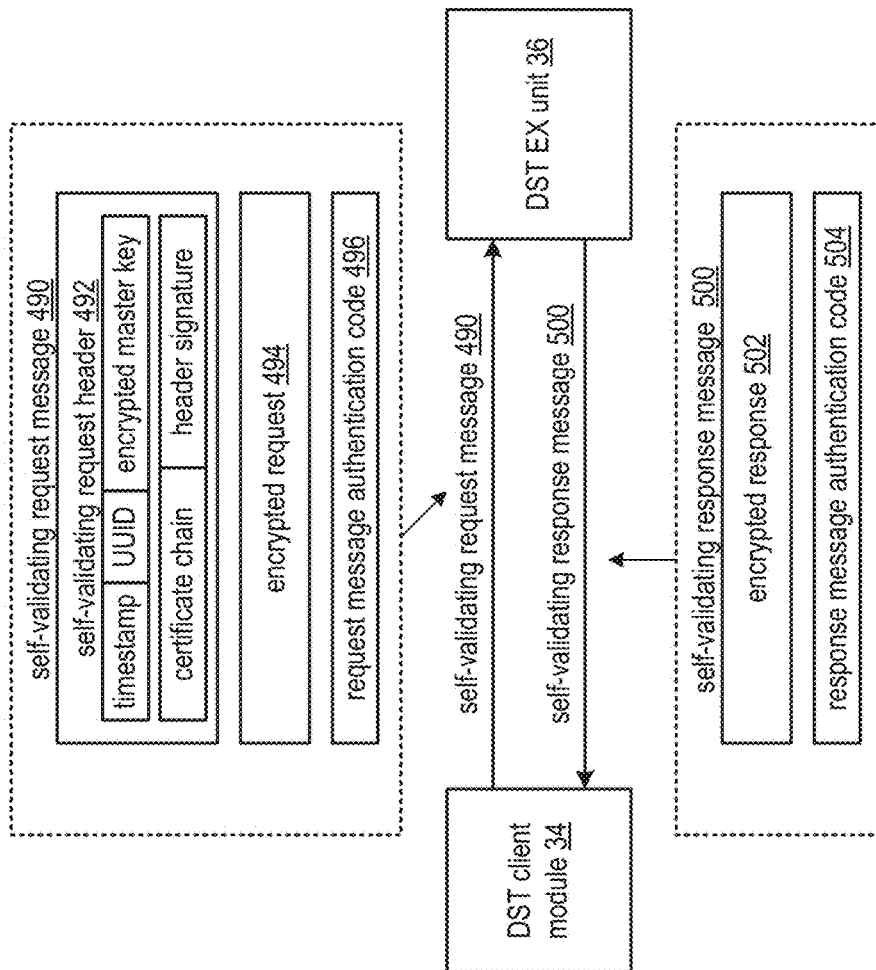 self-validating request message 490
self-validating request header 492
timestamp
UUID
encrypted master key
certificate chain
header signature
encrypted request 494
request message authentication code 496
DST client
module 34
self-validating request message 490
self-validating response message 500
DST EX unit 36
self-validating response message 500
encrypted response 502
response message authentication code 504